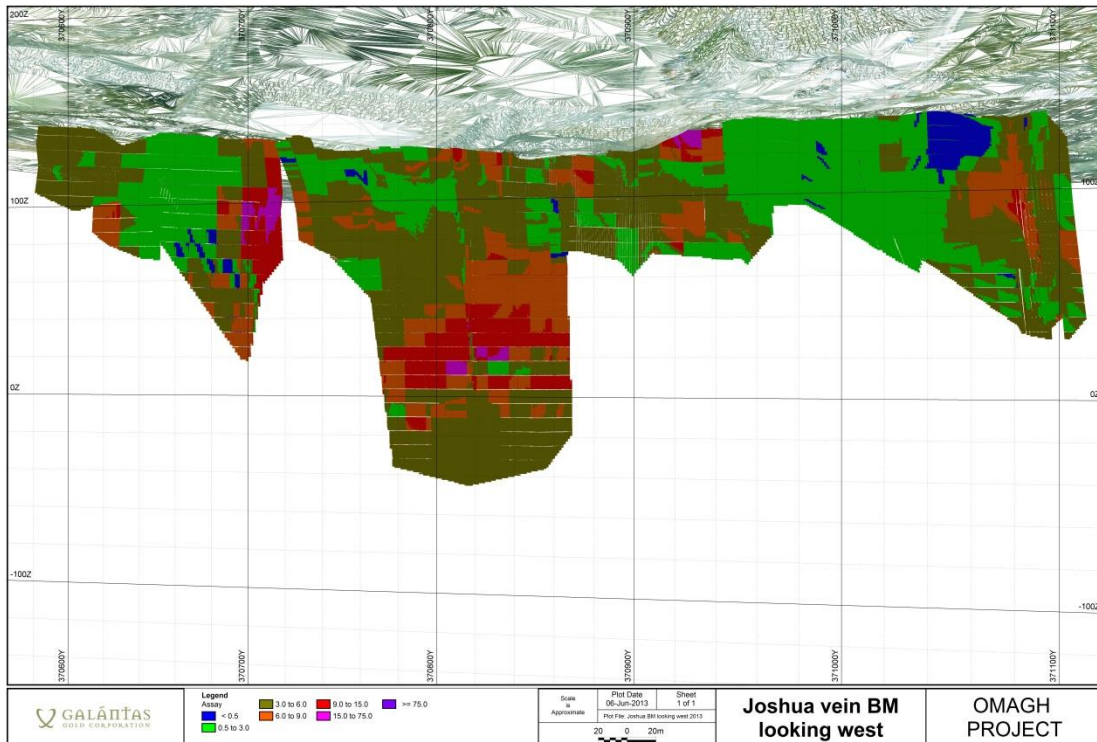 200Z
370600Y
370700Y
370800Y
370900Y
371000Y
371100Y
100Z
100Z
0Z
0Z
-100Z
-100Z
370600Y
370700Y
370800Y
370900Y
371000Y
371100Y
GALÁNTAS
GOLD CORPORATION
Legend
Assay
< 0.5
0.5 to 3.0
3.0 to 6.0
6.0 to 9.0
9.0 to 15.0
15.0 to 75.0
>= 75.0
Scale
is
Approximate
Plot Date
06-Jun-2013
Sheet
1 of 1
Plot File: Joshua BM looking west 2013
20 0 20m
Joshua vein BM
looking west
OMAGH
PROJECT